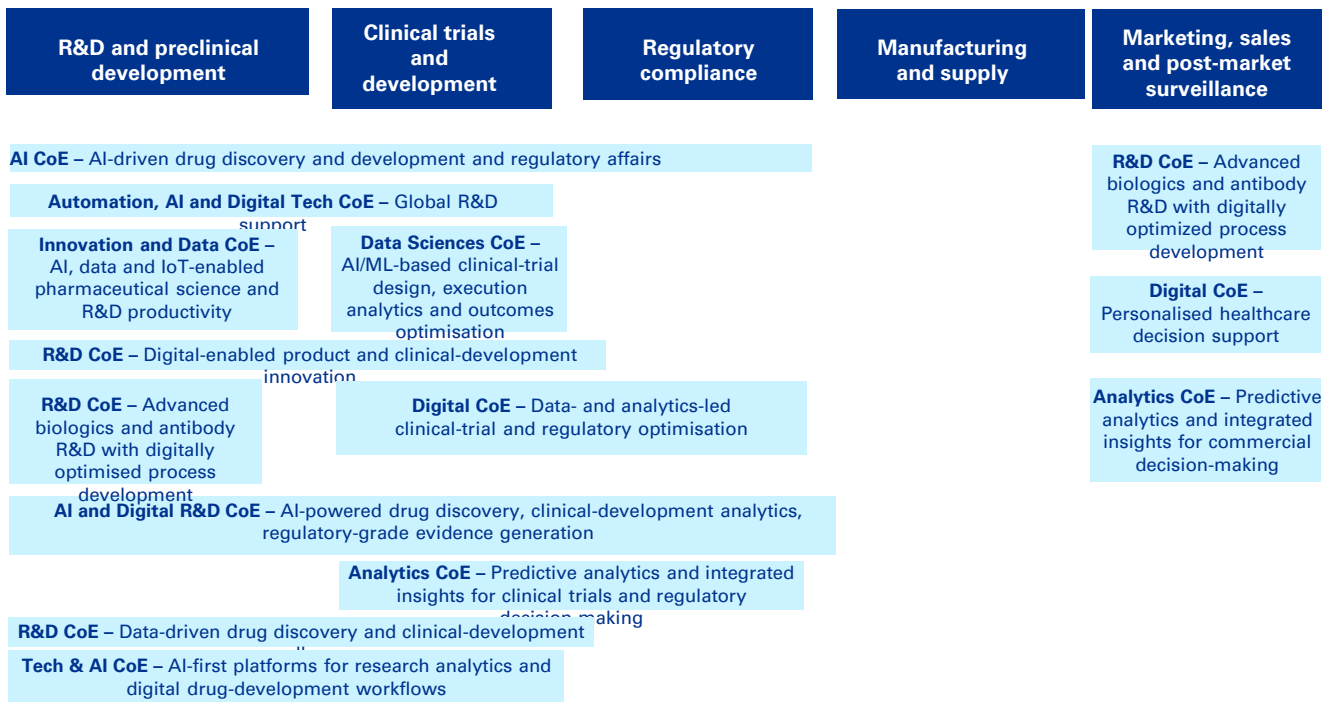 R&D and preclinical
development
Clinical trials
and
development
Regulatory
compliance
Manufacturing
and supply
Marketing, sales
and post-market
surveillance
AI CoE – AI-driven drug discovery and development and regulatory affairs
Automation, AI and Digital Tech CoE – Global R&D
support
Innovation and Data CoE –
AI, data and IoT-enabled
pharmaceutical science and
R&D productivity
Data Sciences CoE –
AI/ML-based clinical-trial
design, execution
analytics and outcomes
optimisation
R&D CoE – Digital-enabled product and clinical-development
innovation
R&D CoE – Advanced
biologics and antibody
R&D with digitally
optimised process
development
Digital CoE – Data- and analytics-led
clinical-trial and regulatory optimisation
AI and Digital R&D CoE – AI-powered drug discovery, clinical-development analytics,
regulatory-grade evidence generation
Analytics CoE – Predictive analytics and integrated
insights for clinical trials and regulatory
decision-making
R&D CoE – Data-driven drug discovery and clinical-development
Tech & AI CoE – AI-first platforms for research analytics and
digital drug-development workflows
R&D CoE – Advanced
biologics and antibody
R&D with digitally
optimized process
development
Digital CoE –
Personalised healthcare
decision support
Analytics CoE – Predictive
analytics and integrated
insights for commercial
decision-making